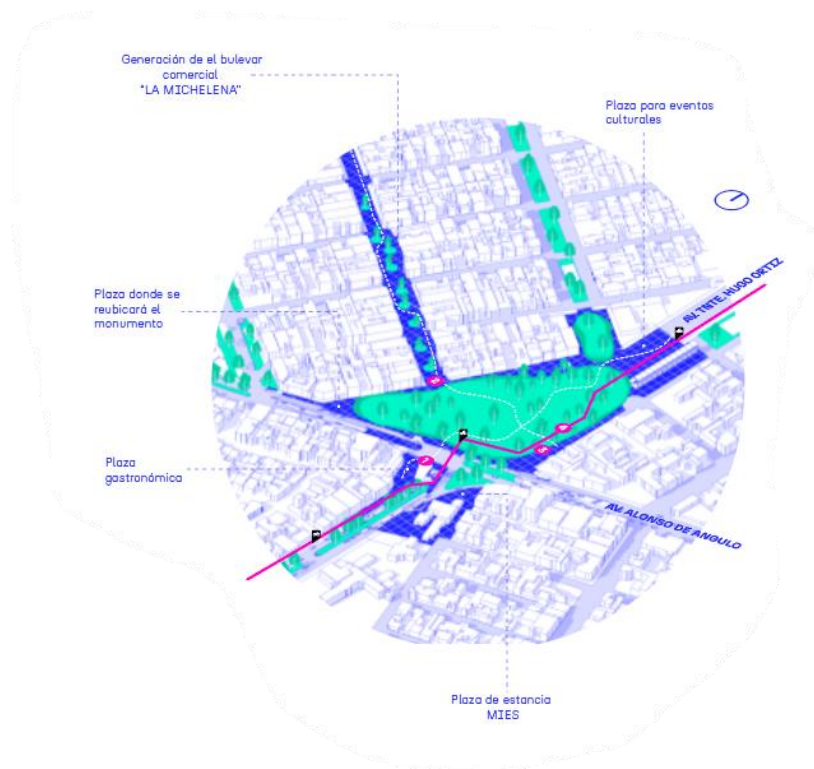 Generación de el bulevar
comercial
"LA MICHELENA"
Plaza para eventos
culturales
AV. TNTE. HUGO ORTIZ
Plaza donde se
reubicará el
monumento
Plaza
gastronómica
AV. ALONSO DE ANGULO
Plaza de estancia
MIES